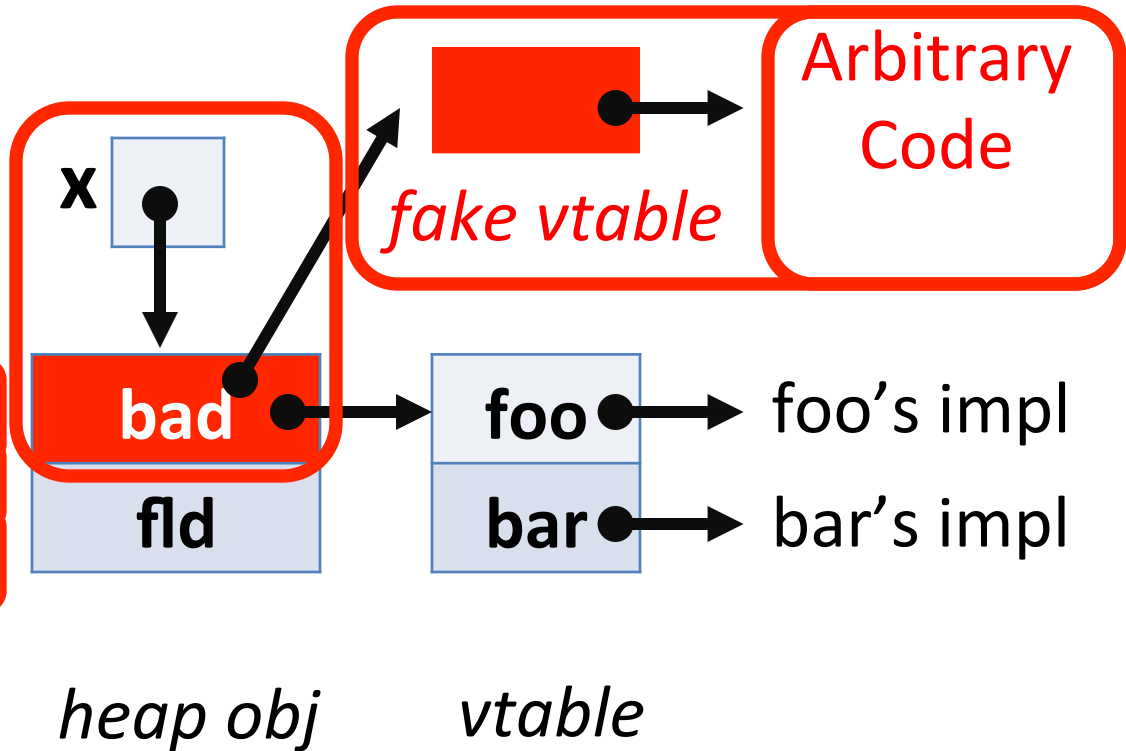 Arbitrary
Code
x
fake vtable
bad
foo
foo’s impl
fld
bar
bar’s impl
heap obj
vtable